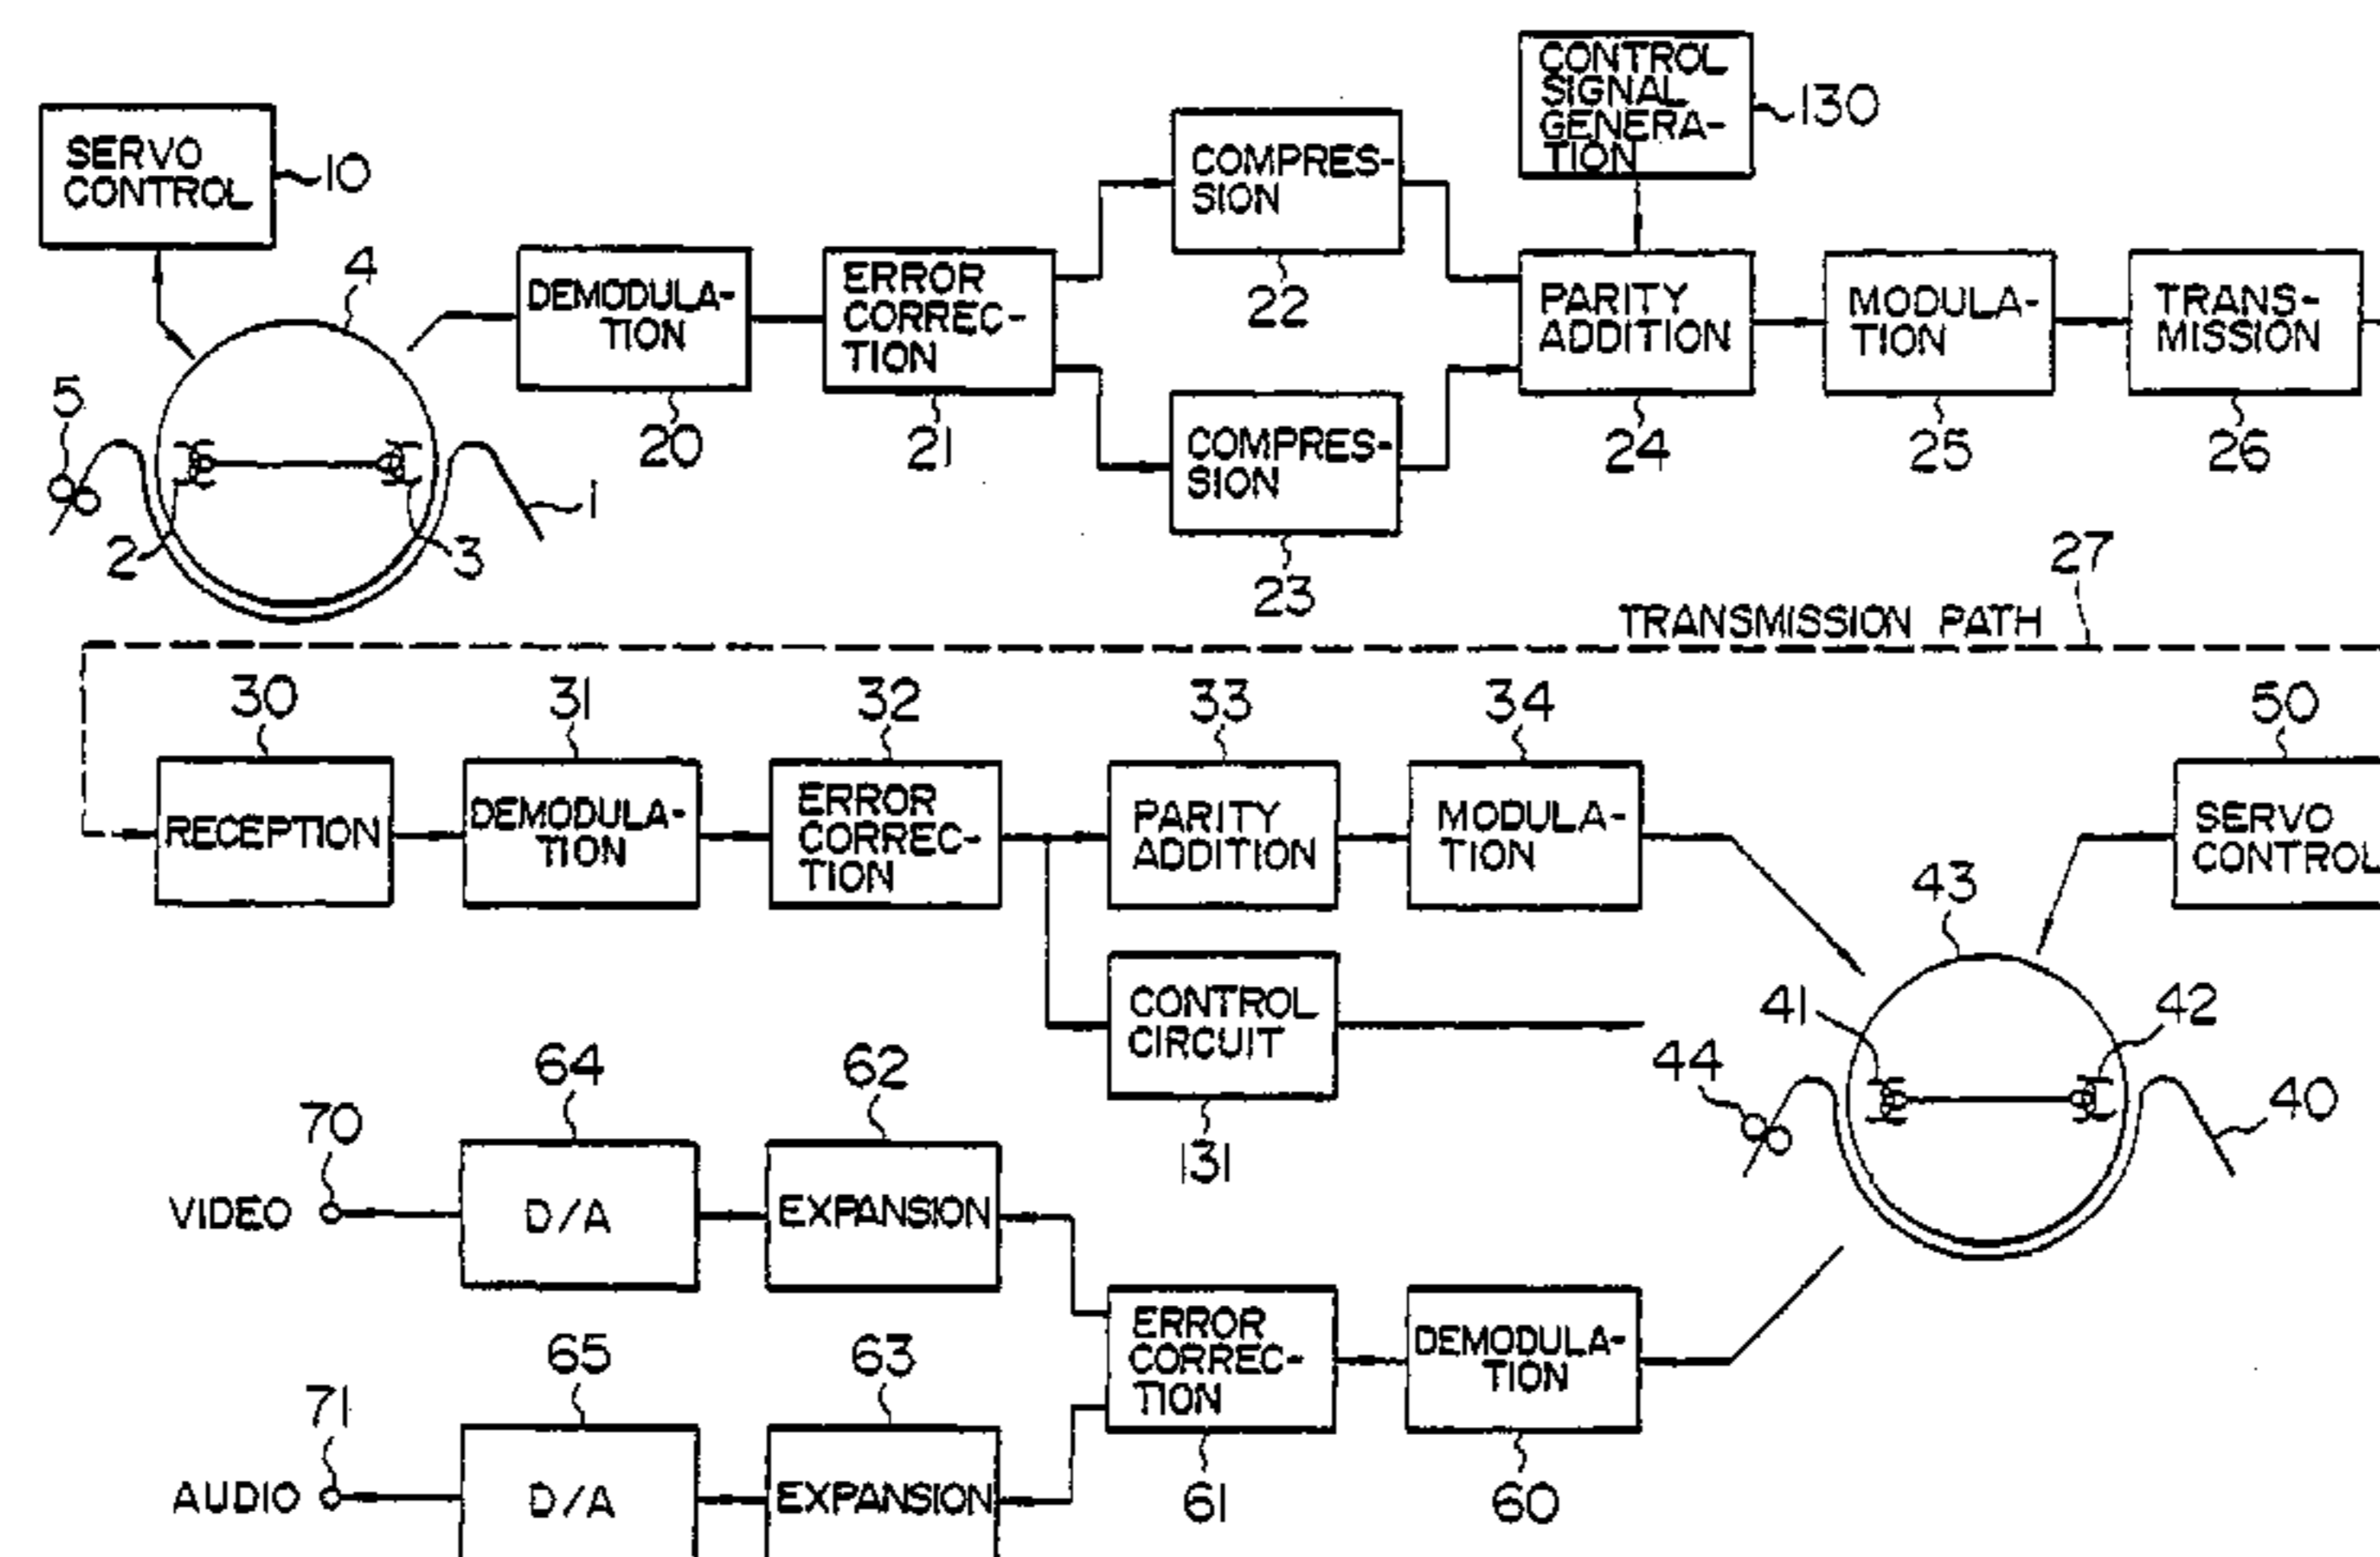 SERVO
CONTROL
10
4
5
2
3
1
DEMODULA-
TION
20
ERROR
CORREC-
TION
21
COMPRES-
SION
22
COMPRES-
SION
23
CONTROL
SIGNAL
GENERA-
TION
130
PARITY
ADDITION
24
MODULA-
TION
25
TRANS-
MISSION
26
TRANSMISSION PATH
27
30
RECEPTION
31
DEMODULA-
TION
32
ERROR
CORREC-
TION
33
PARITY
ADDITION
34
MODULA-
TION
50
SERVO
CONTROL
43
41
42
44
40
CONTROL
CIRCUIT
131
VIDEO
70
64
D/A
62
EXPANSION
ERROR
CORREC-
TION
61
DEMODULA-
TION
60
AUDIO
71
65
D/A
63
EXPANSION